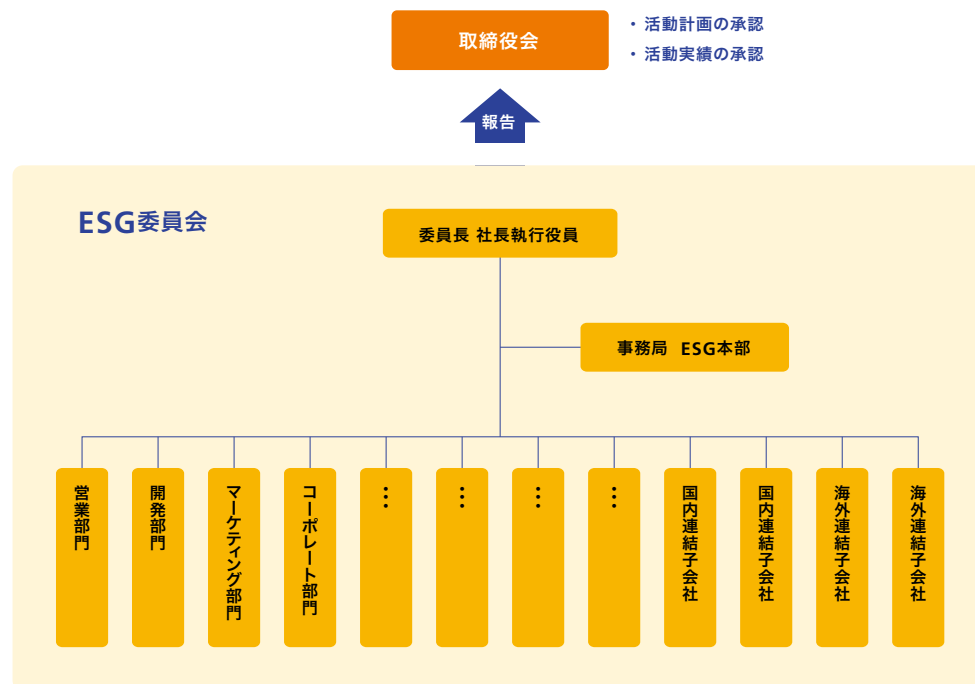 取締役会
・ 活動計画の承認
・ 活動実績の承認
報告
ESG委員会
委員長 社長執行役員
事務局 ESG本部
営業部門
開発部門
マーケティング部門
コーポレート部門
…
…
…
…
国内連結子会社
国内連結子会社
海外連結子会社
海外連結子会社